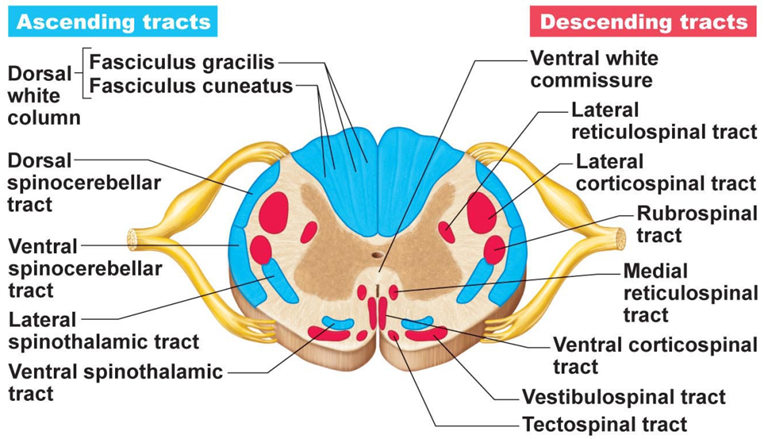 Ascending tracts
Dorsal
white
column
Fasciculus gracilis
Fasciculus cuneatus
Dorsal
spinocerebellar
tract
Ventral
spinocerebellar
tract
Lateral
spinothalamic tract
Ventral spinothalamic
tract
Descending tracts
Ventral white
commissure
Lateral
reticulospinal tract
Lateral
corticospinal tract
Rubrospinal
tract
Medial
reticulospinal
tract
Ventral corticospinal
tract
Vestibulospinal tract
Tectospinal tract